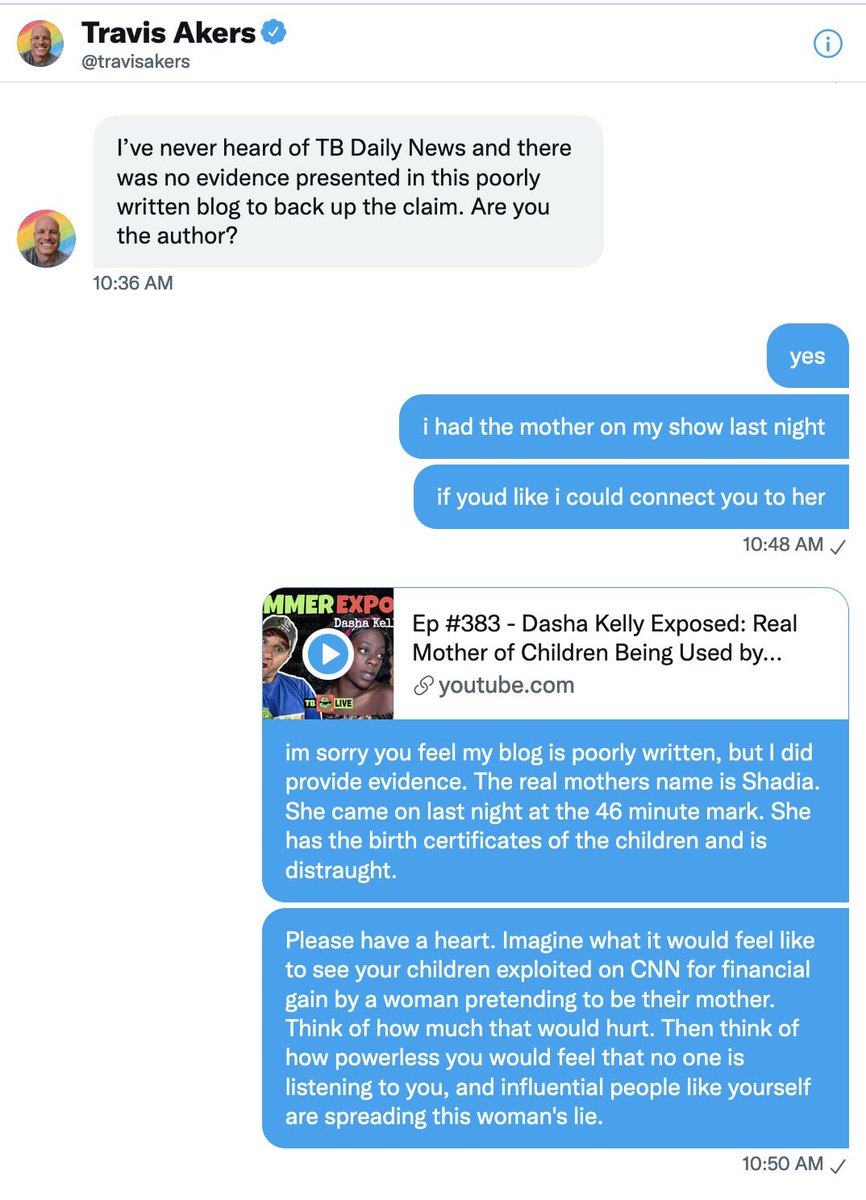 Travis Akers
@travisakers
I’ve never heard of TB Daily News and there
was no evidence presented in this poorly
written blog to back up the claim. Are you
the author?
10:36 AM
yes
i had the mother on my show last night
if youd like i could connect you to her
10:48 AM
MMER EXPO
Dasha Kell
TB LIVE
Ep #383 - Dasha Kelly Exposed: Real
Mother of Children Being Used by...
youtube.com
im sorry you feel my blog is poorly written, but I did
provide evidence. The real mothers name is Shadia.
She came on last night at the 46 minute mark. She
has the birth certificates of the children and is
distraught.
Please have a heart. Imagine what it would feel like
to see your children exploited on CNN for financial
gain by a woman pretending to be their mother.
Think of how much that would hurt. Then think of
how powerless you would feel that no one is
listening to you, and influential people like yourself
are spreading this woman's lie.
10:50 AM